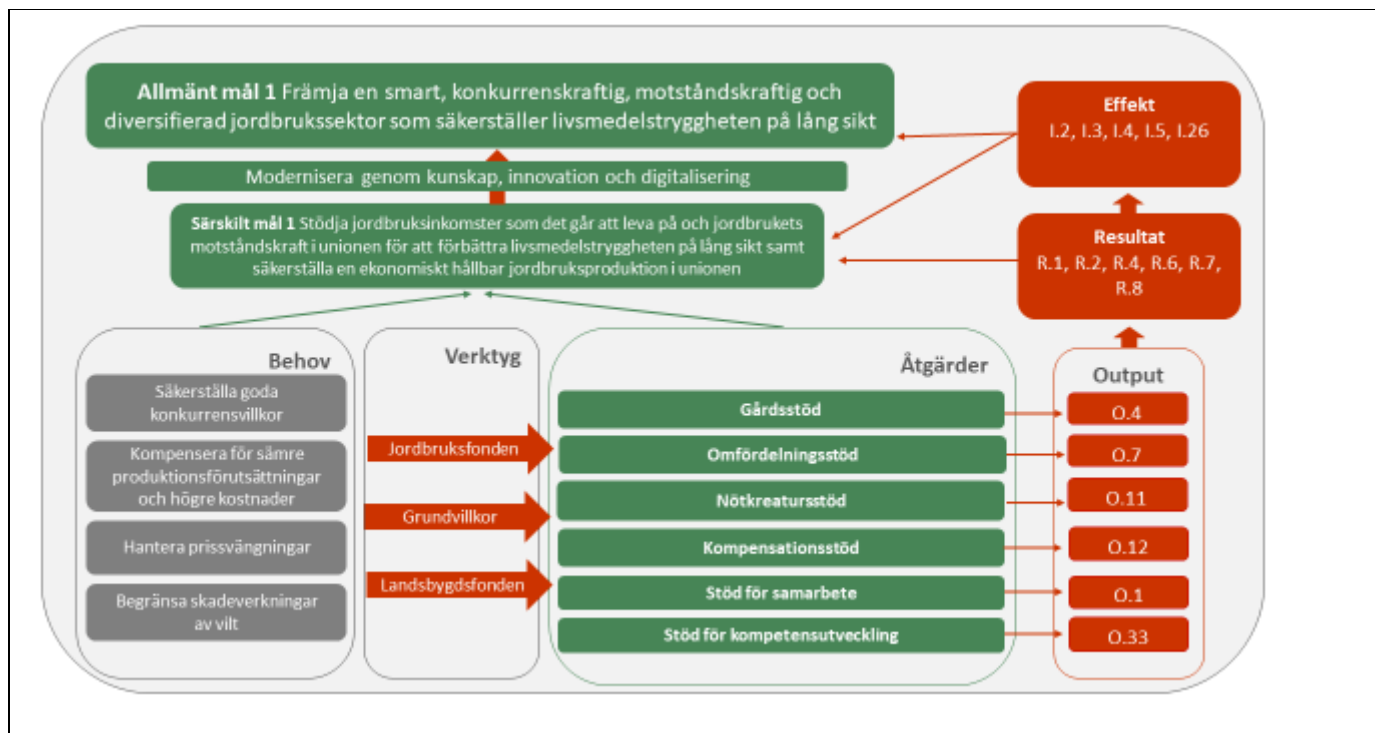 Allmänt mål 1 Främja en smart, konkurrenskraftig, motståndskraftig och
diversifierad jordbrukssektor som säkerställer livsmedelstryggheten på lång sikt
Modernisera genom kunskap, innovation och digitalisering
Särskilt mål 1 Stödja jordbruksinkomster som det går att leva på och jordbrukets
motståndskraft i unionen för att förbättra livsmedelstryggheten på lång sikt samt
säkerställa en ekonomiskt hållbar jordbruksproduktion i unionen
Effekt
I.2, I.3, I.4, I.5, I.26
Resultat
R.1, R.2, R.4, R.6, R.7,
R.8
Behov
Säkerställa goda
konkurrensvillkor
Kompensera för sämre
produktionsförutsättningar
och högre kostnader
Hantera prissvängningar
Begränsa skadeverkningar
av vilt
Verktyg
Jordbruksfonden
Grundvillkor
Landsbygdsfonden
Åtgärder
Gårdsstöd
Omfördelningsstöd
Nötkreatursstöd
Kompensationsstöd
Stöd för samarbete
Stöd för kompetensutveckling
Output
O.4
O.7
O.11
O.12
O.1
O.33